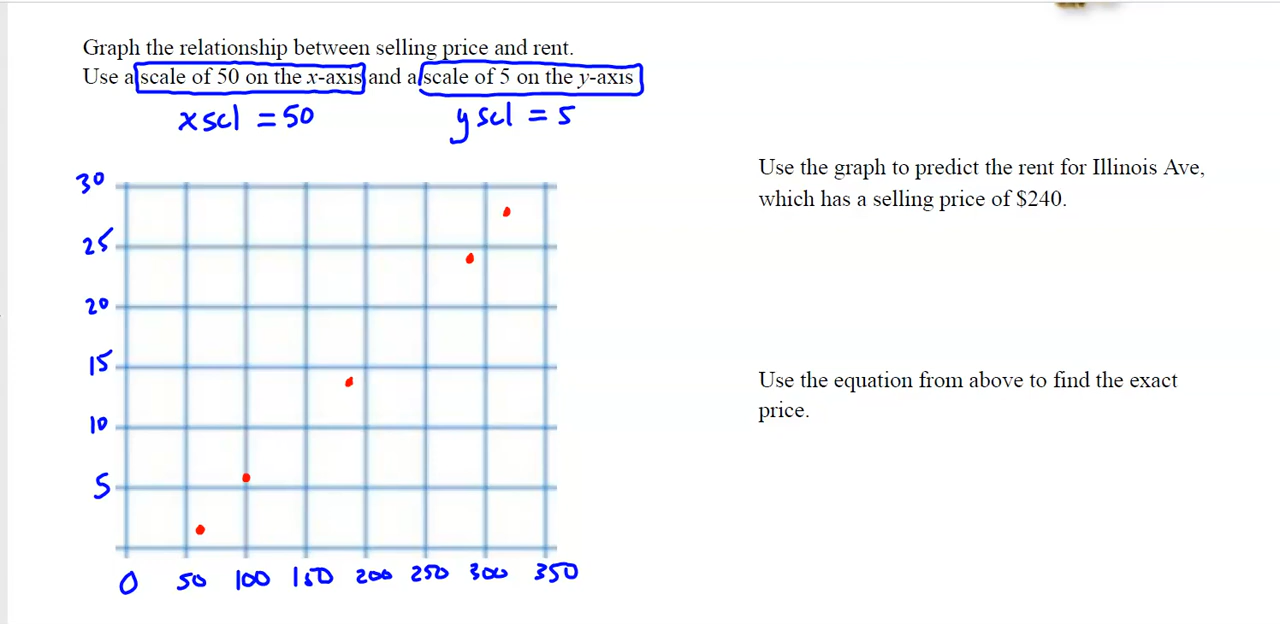 Graph the relationship between selling price and rent.
Use a scale of 50 on the x-axis and a scale of 5 on the y-axis
xscl = 50
yscl = 5
Use the graph to predict the rent for Illinois Ave,
which has a selling price of $240.
Use the equation from above to find the exact
price.
30
25
20
15
10
5
0 50 100 150 200 250 300 350